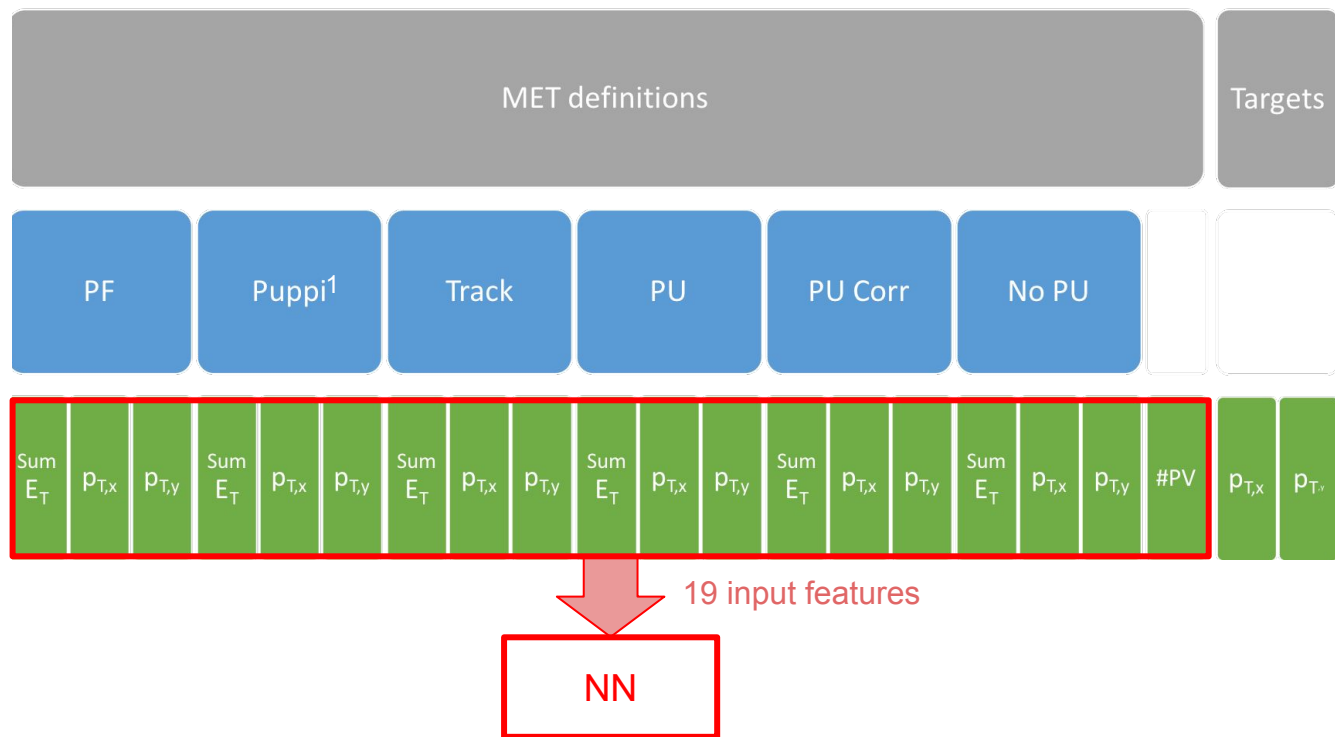 MET definitions
Targets
PF
Puppi1
Track
PU
PU Corr
No PU
Sum
ET
pT,x
pT,y
Sum
ET
pT,x
pT,y
Sum
ET
pT,x
pT,y
Sum
ET
pT,x
pT,y
Sum
ET
pT,x
pT,y
Sum
ET
pT,x
pT,y
#PV
pT,x
pT,y
19 input features
NN